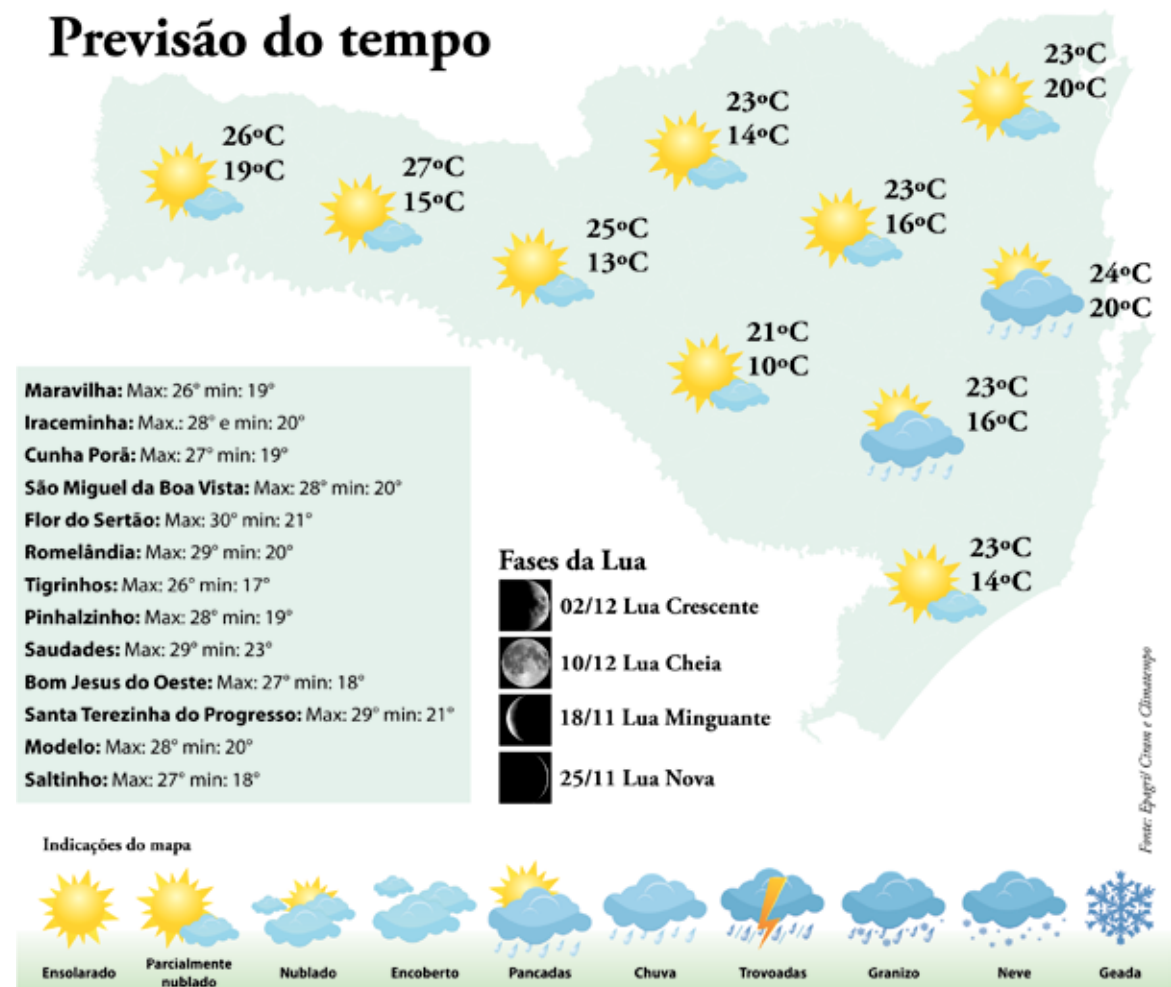 Previsão do tempo
26ºC
19ºC
27ºC
15ºC
25ºC
13ºC
23ºC
14ºC
23ºC
20ºC
23ºC
16ºC
24ºC
20ºC
21ºC
10ºC
23ºC
16ºC
23ºC
14ºC
Maravilha: Max: 26° min: 19°
Iraceminha: Max.: 28° e min: 20°
Cunha Porã: Max: 27° min: 19°
São Miguel da Boa Vista: Max: 28° min: 20°
Flor do Sertão: Max: 30° min: 21°
Romelândia: Max: 29° min: 20°
Tigrinhos: Max: 26° min: 17°
Pinhalzinho: Max: 28° min: 19°
Saudades: Max: 29° min: 23°
Bom Jesus do Oeste: Max: 27° min: 18°
Santa Terezinha do Progresso: Max: 29° min: 21°
Modelo: Max: 28° min: 20°
Saltinho: Max: 27° min: 18°
Fases da Lua
02/12 Lua Crescente
10/12 Lua Cheia
18/11 Lua Minguante
25/11 Lua Nova
Fonte: Epagri/ Ciram e Climatempo
Indicações do mapa
Ensolarado
Parcialmente
nublado
Nublado
Encoberto
Pancadas
Chuva
Trovoadas
Granizo
Neve
Geada